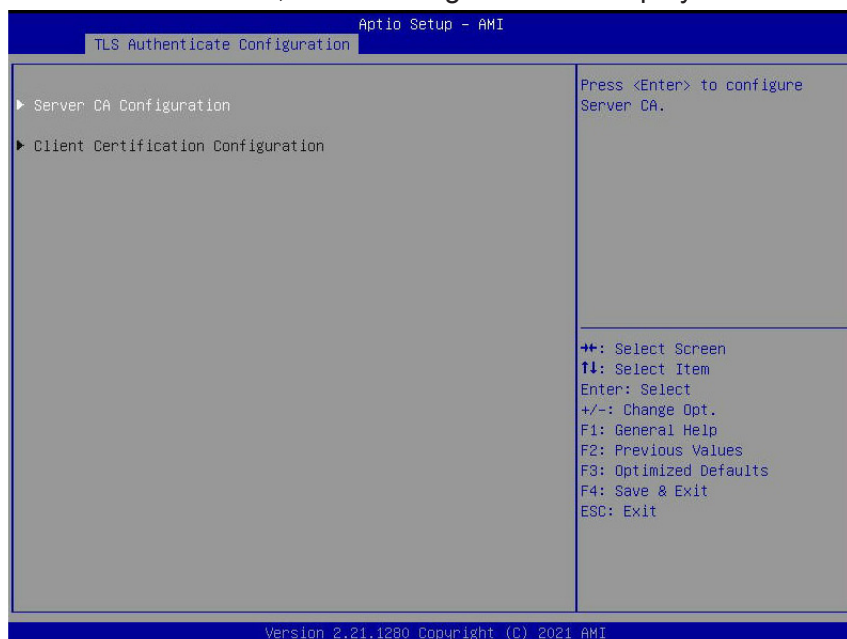 Aptio Setup - AMI
TLS Authenticate Configuration
Server CA Configuration
Client Certification Configuration
Press <Enter> to configure
Server CA.
: Select Screen
↑↓: Select Item
Enter: Select
+/-: Change Opt.
F1: General Help
F2: Previous Values
F3: Optimized Defaults
F4: Save & Exit
ESC: Exit
Version 2.21.1280 Copyright (C) 2021 AMI